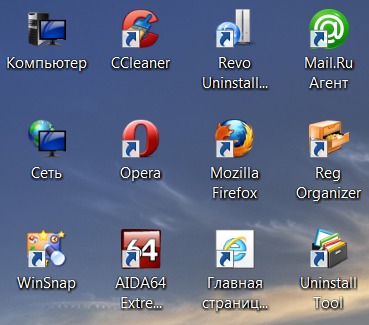 Компьютер
CCleaner
Revo
Uninstall...
Mail.Ru
Агент
Сеть
Opera
Mozilla
Firefox
Reg
Organizer
WinSnap
64
AIDA64
Extre...
Главная
страниц...
Uninstall
Tool